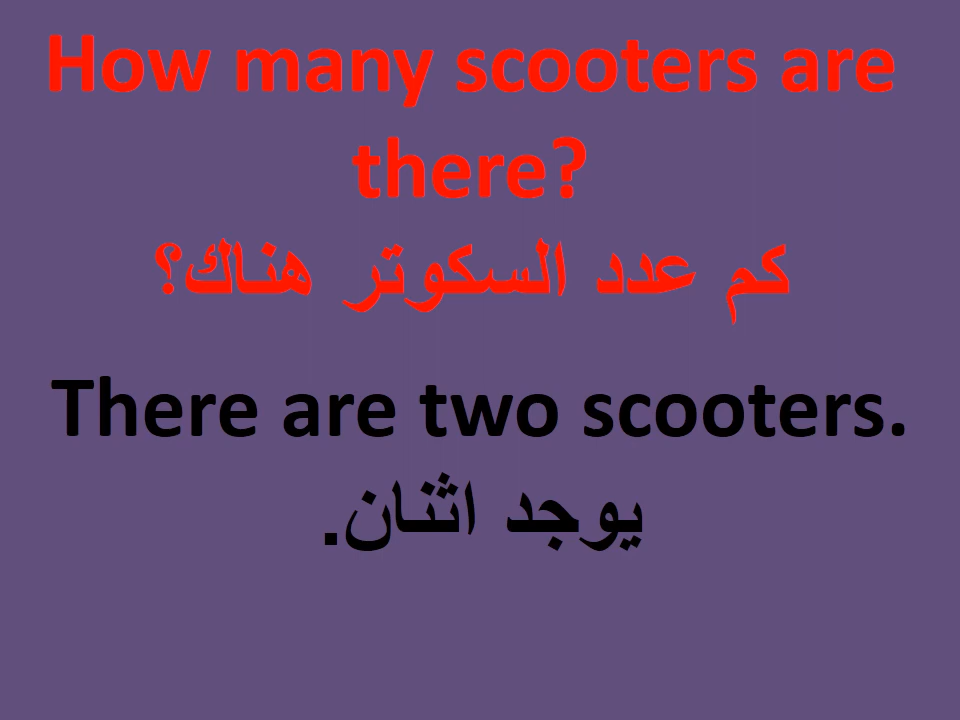 How many scooters are
there?
كم عدد السكوتر هناك؟
There are two scooters.
يوجد اثنان.